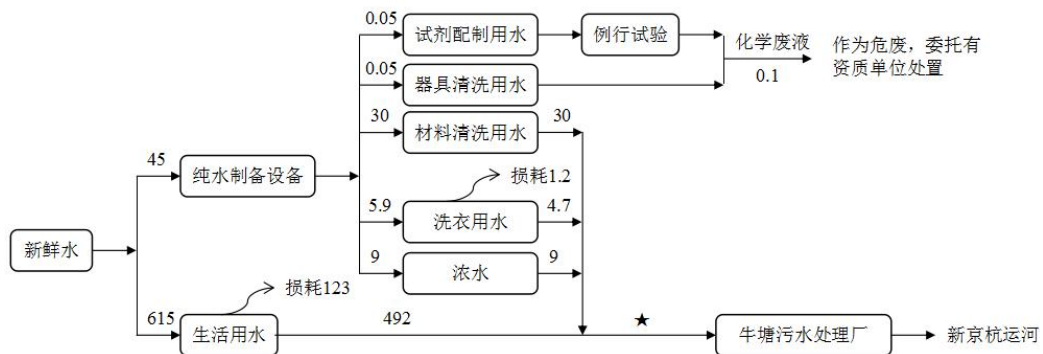 0.05
试剂配制用水
例行试验
化学废液
0.1
作为危废，委托有
资质单位处置
0.05
器具清洗用水
30
材料清洗用水
30
45
纯水制备设备
损耗1.2
5.9
洗衣用水
4.7
新鲜水
9
浓水
9
损耗123
615
生活用水
492
★
牛塘污水处理厂
新京杭运河